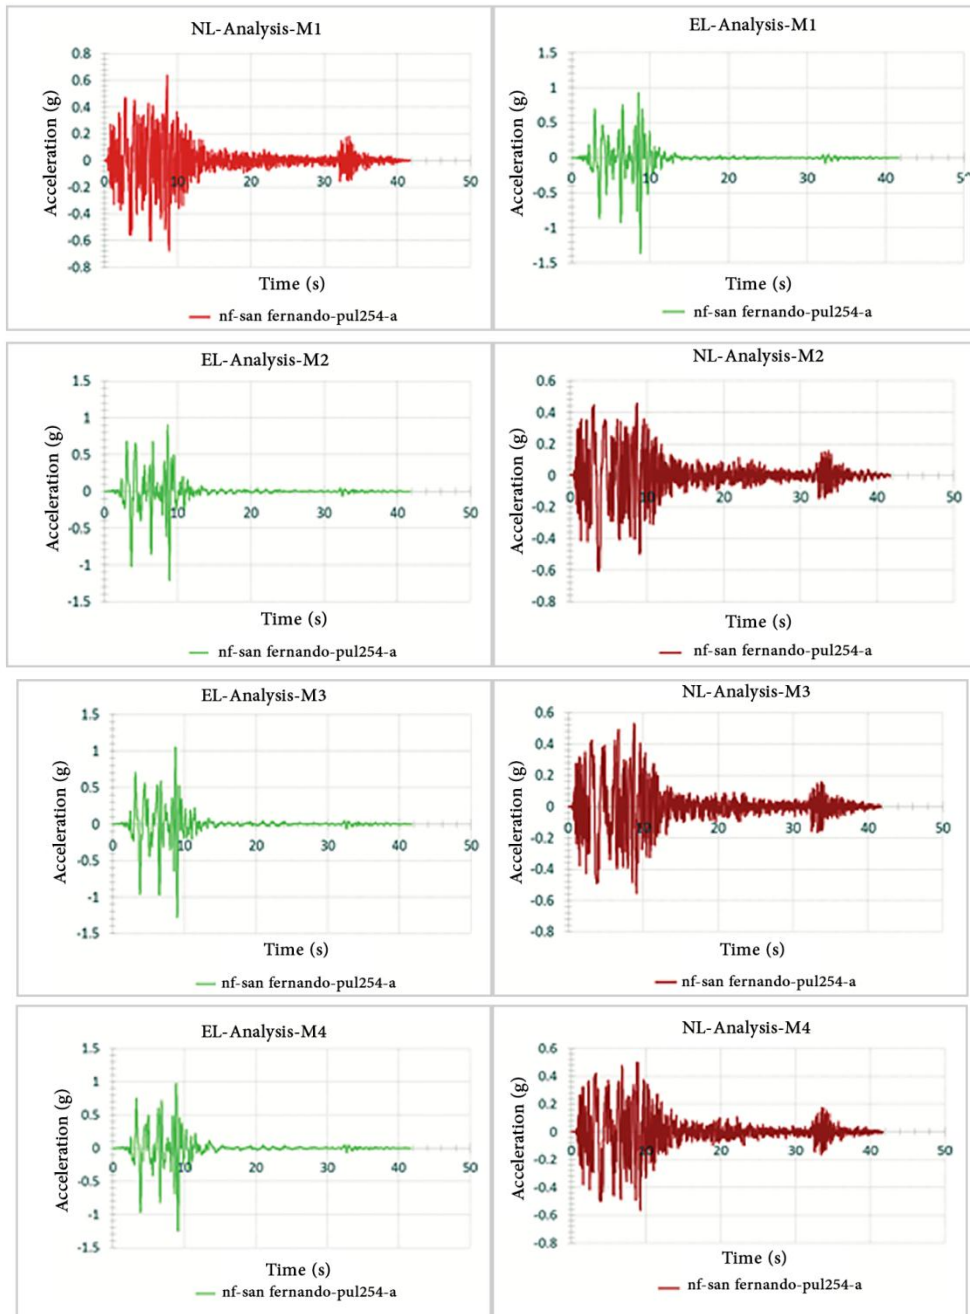 NL-Analysis-M1
0.8
0.6
0.4
0.2
0
-0.2
-0.4
-0.6
-0.8
0 10 20 30 40 50
Acceleration (g)
Time (s)
nf-san fernando-pul254-a
EL-Analysis-M1
1.5
1
0.5
0
-0.5
-1
-1.5
0 10 20 30 40
Acceleration (g)
Time (s)
nf-san fernando-pul254-a
EL-Analysis-M2
1.5
1
0.5
0
-0.5
-1
-1.5
0 10 20 30 40 50
Acceleration (g)
Time (s)
nf-san fernando-pul254-a
NL-Analysis-M2
0.6
0.4
0.2
0
-0.2
-0.4
-0.6
-0.8
0 10 20 30 40 50
Acceleration (g)
Time (s)
nf-san fernando-pul254-a
EL-Analysis-M3
1.5
1
0.5
0
-0.5
-1
-1.5
0 10 20 30 40 50
Acceleration (g)
Time (s)
nf-san fernando-pul254-a
NL-Analysis-M3
0.6
0.4
0.2
0
-0.2
-0.4
-0.6
-0.8
0 10 20 30 40 50
Acceleration (g)
Time (s)
nf-san fernando-pul254-a
EL-Analysis-M4
1.5
1
0.5
0
-0.5
-1
-1.5
0 10 20 30 40 50
Acceleration (g)
Time (s)
nf-san fernando-pul254-a
NL-Analysis-M4
0.6
0.4
0.2
0
-0.2
-0.4
-0.6
-0.8
0 10 20 30 40 50
Acceleration (g)
Time (s)
nf-san fernando-pul254-a